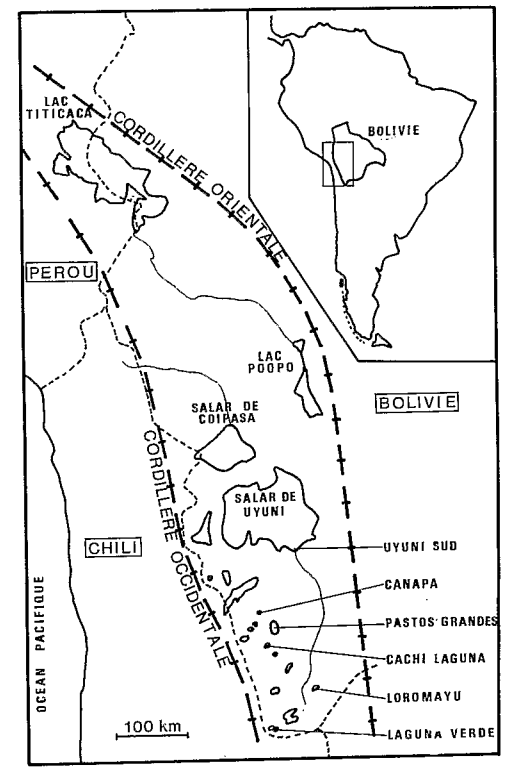 LAC
TITICACA
CORDILLERE ORIENTALE
BOLIVIE
PEROU
LAC
POOPO
BOLIVIE
SALAR DE
COIPASA
SALAR DE
UYUNI
CORDILLERE OCCIDENTALE
CHILI
UYUNI SUD
CANAPA
PASTOS GRANDES
CACHI LAGUNA
LOROMAYU
LAGUNA VERDE
OCEAN PACIFIQUE
100 km